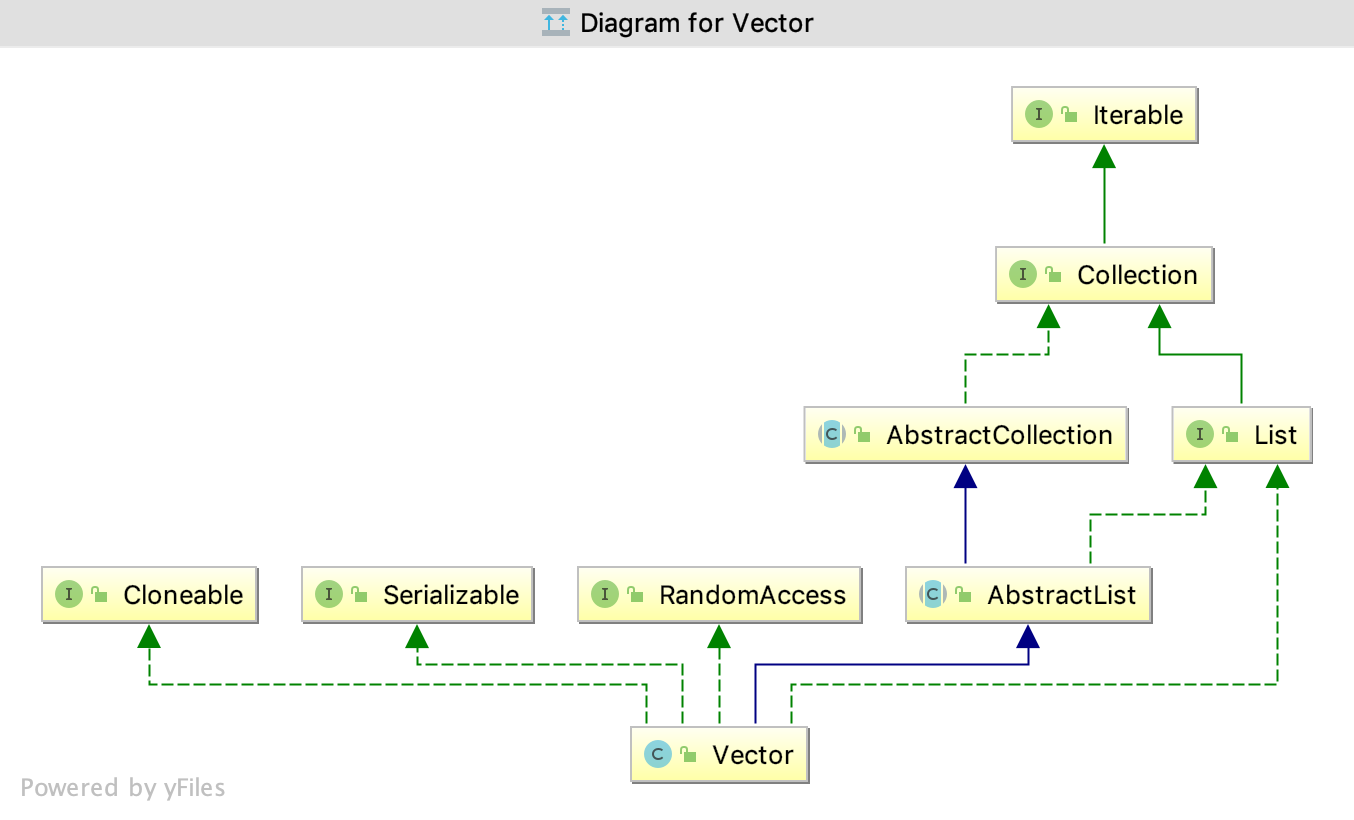 Diagram for Vector
I Iterable
I Collection
C AbstractCollection
I List
I Cloneable
I Serializable
I RandomAccess
C AbstractList
C Vector
Powered by yFiles